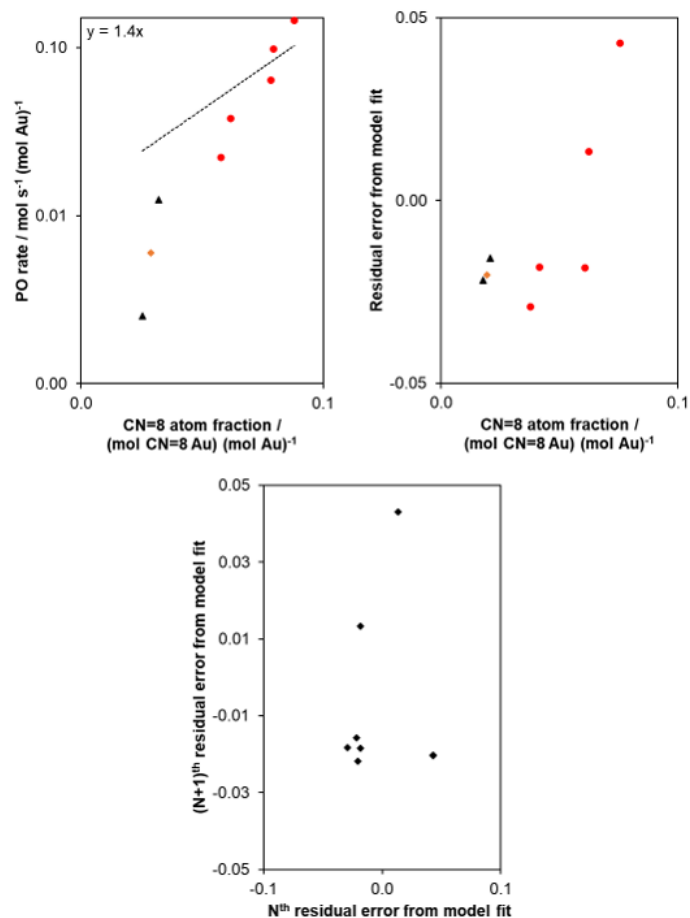 y = 1.4x
0.10
0.01
0.00
PO rate / mol s⁻¹ (mol Au)⁻¹
0.0
0.1
CN=8 atom fraction /
(mol CN=8 Au) (mol Au)⁻¹
0.05
0.00
-0.05
Residual error from model fit
0.0
0.1
CN=8 atom fraction /
(mol CN=8 Au) (mol Au)⁻¹
0.05
0.03
0.01
-0.01
-0.03
-0.05
(N+1)ᵗʰ residual error from model fit
-0.1
0.0
0.1
Nᵗʰ residual error from model fit